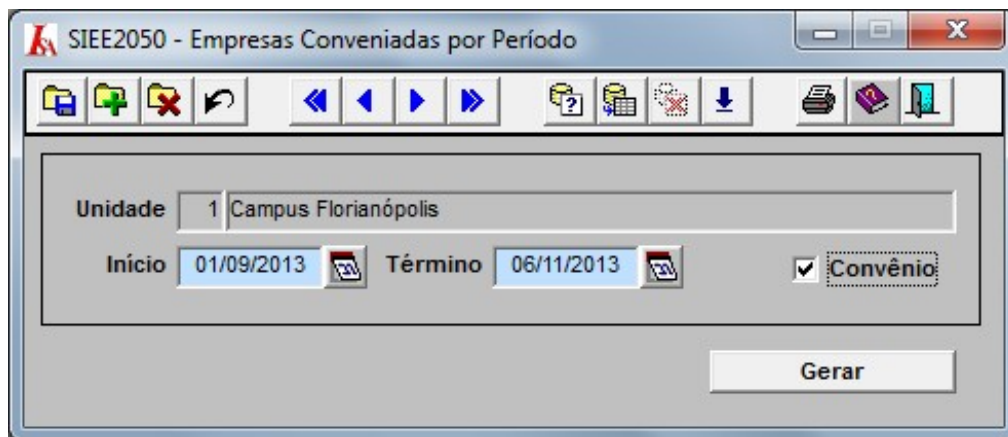 SIEE2050 - Empresas Conveniadas por Período
Unidade 1 Campus Florianópolis
Início 01/09/2013 Término 06/11/2013 Convênio
Gerar